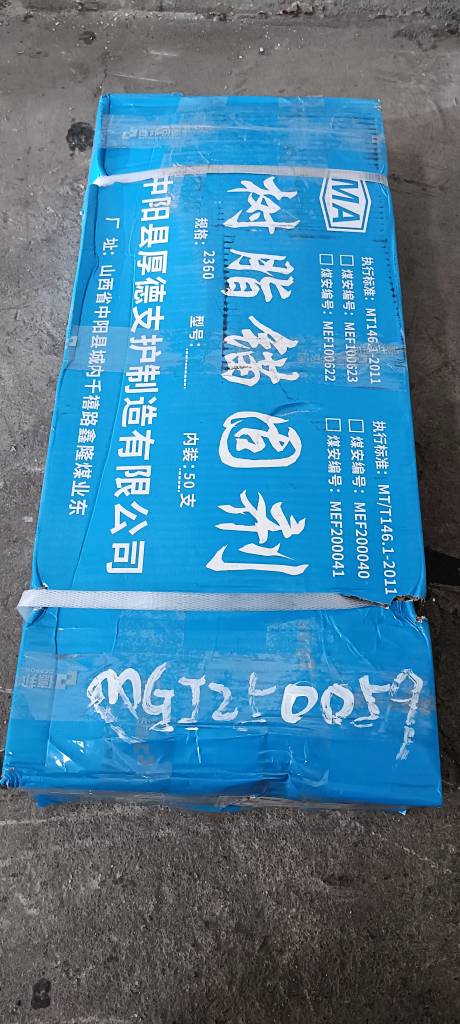 MA
执行标准：MT146.1-2011
煤安编号：MEF100623
煤安编号：MEF100622
执行标准：MT/T146.1-2011
煤安编号：MEF200040
煤安编号：MEF200041
树脂锚固剂
规格：2360 型号： 内装：50支
中阳县厚德支护制造有限公司
厂 址：山西省中阳县城内千禧路鑫隆煤业东